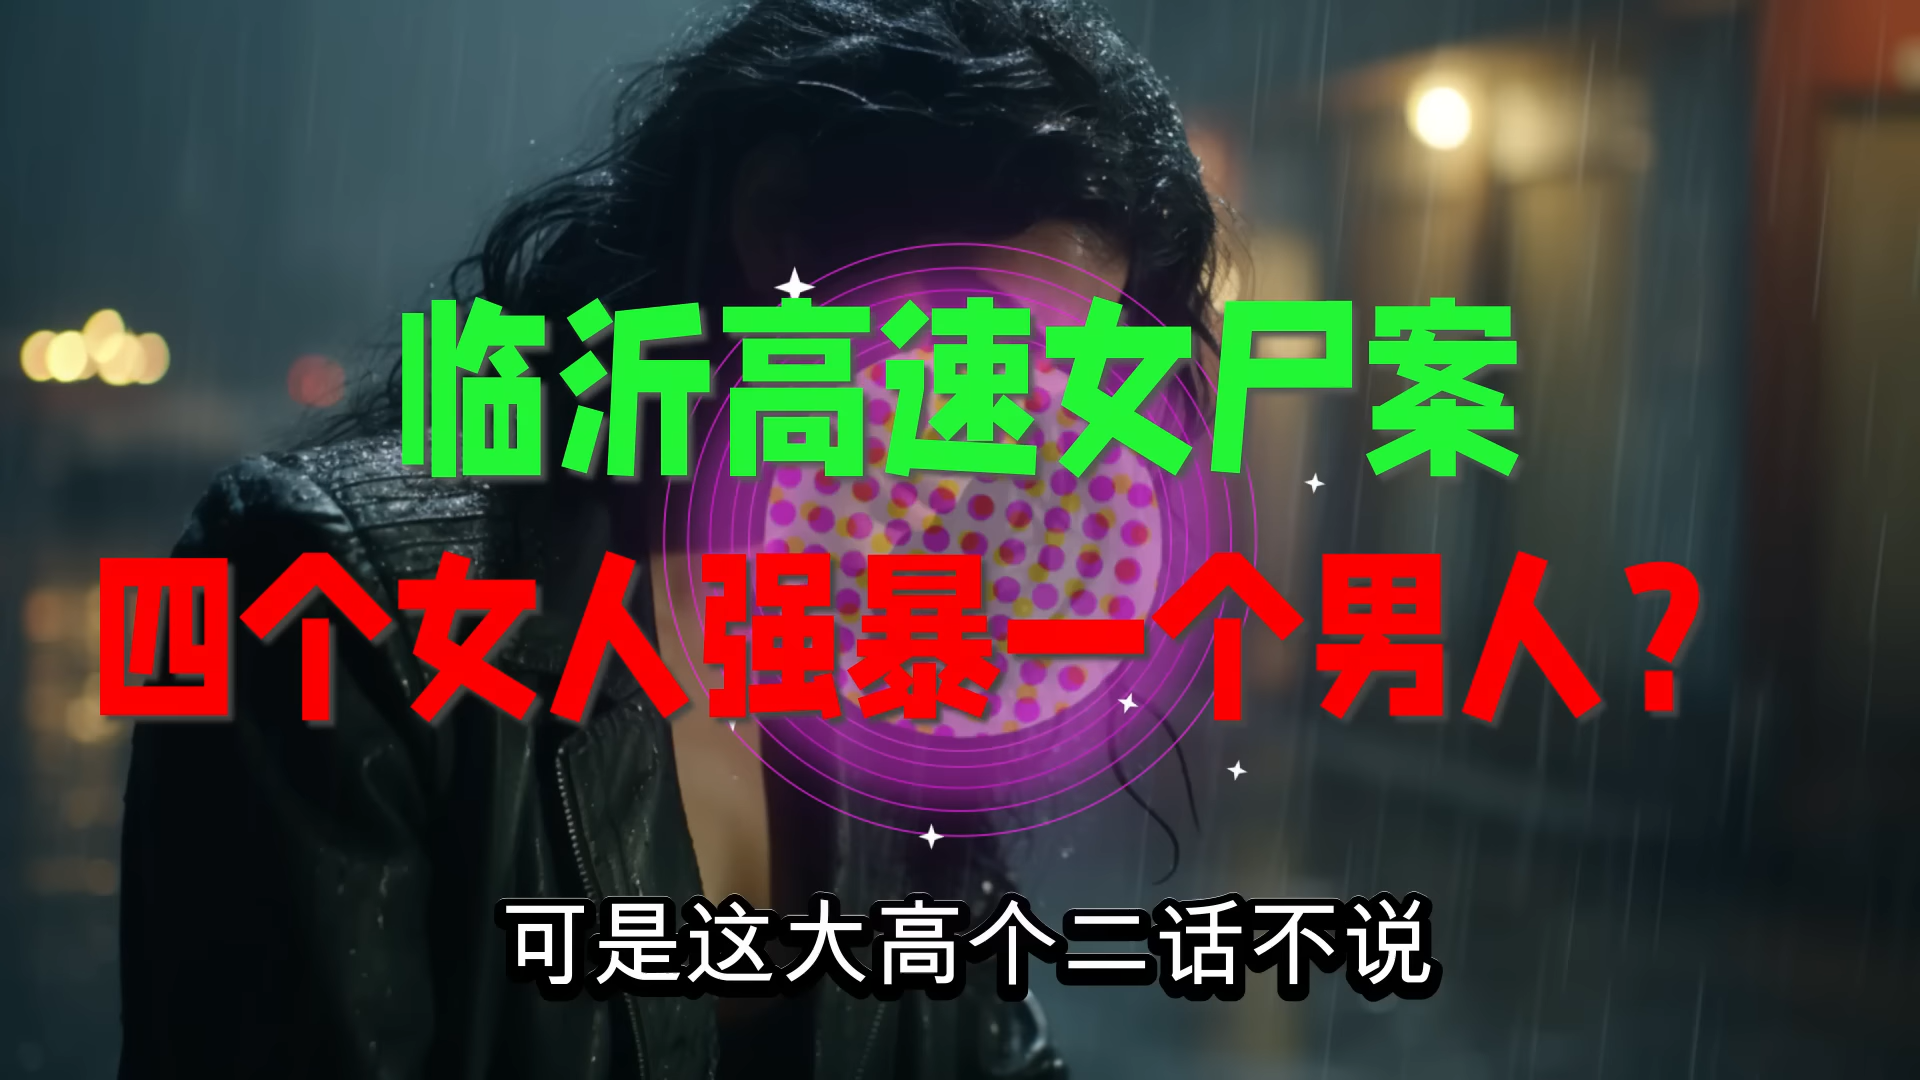 临沂高速女尸案
四个女人强暴一个男人？
可是这大高个二话不说